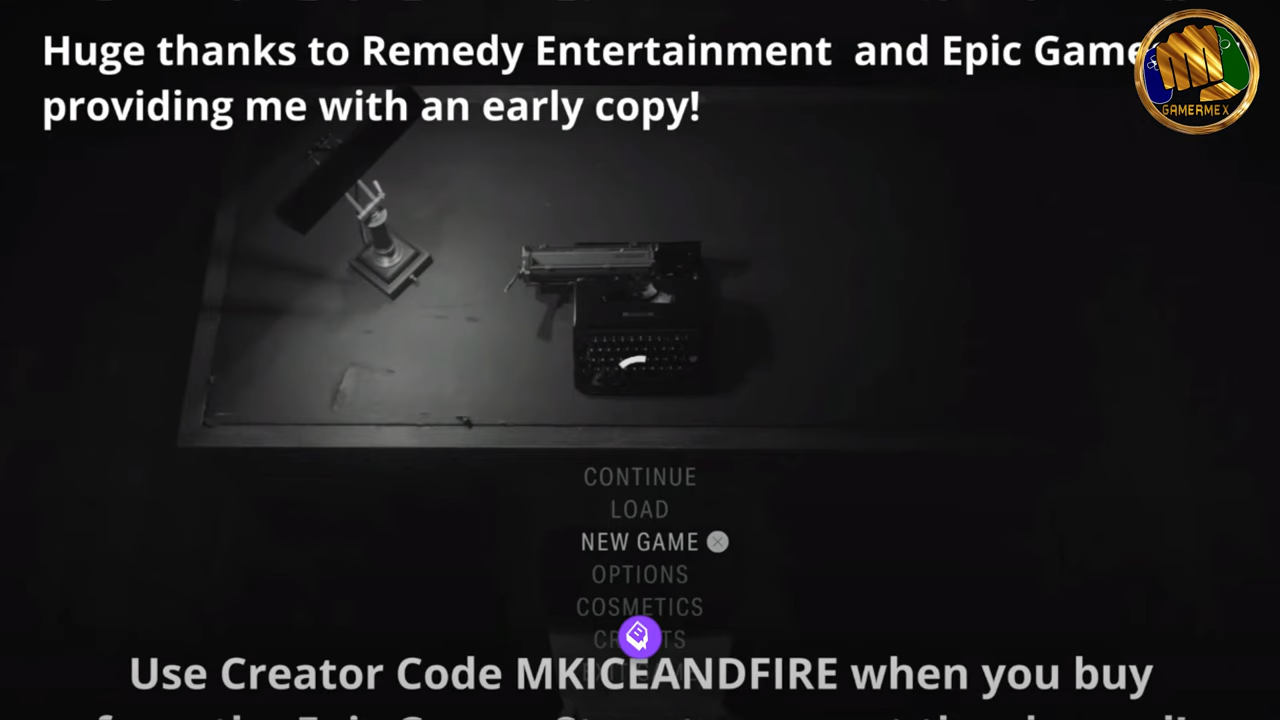 Huge thanks to Remedy Entertainment and Epic Game
providing me with an early copy!
GAMERMEX
CONTINUE
LOAD
NEW GAME
OPTIONS
COSMETICS
Use Creator Code MKICEANDFIRE when you buy